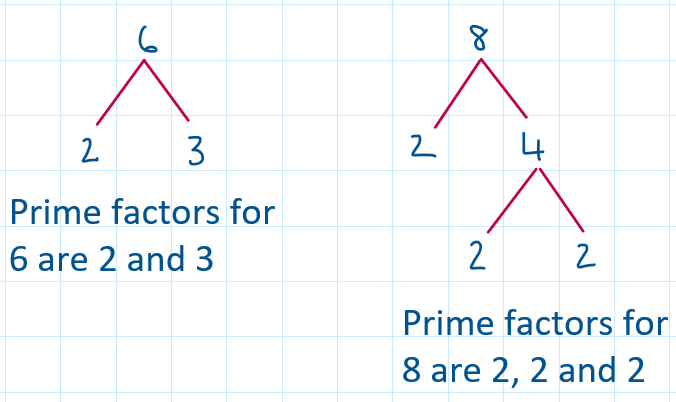 6
8
2 3
2 4
Prime factors for
6 are 2 and 3
2 2
Prime factors for
8 are 2, 2 and 2